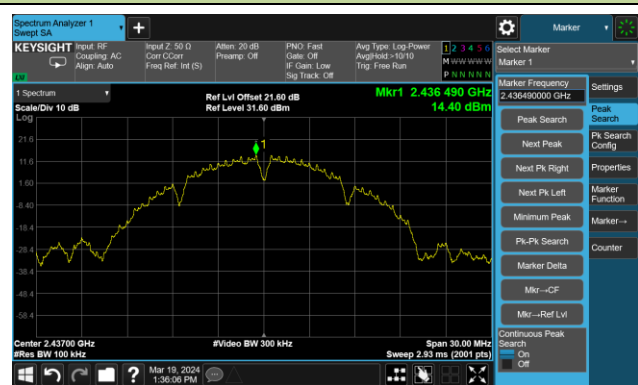 Spectrum Analyzer 1
Swept SA
+
Marker
KEYSIGHT
Input: RF
Coupling: AC
Align: Auto
Input Z: 50 Ω
Corr CCorr
Freq Ref: Int (S)
Atten: 20 dB
Preamp: Off
PNO: Fast
Gate: Off
IF Gain: Low
Sig Track: Off
Avg Type: Log-Power
Avg|Hold:>10/10
Trig: Free Run
1 2 3 4 5 6
M W W W W W
P N N N N N
LXI
Select Marker
Marker 1
1 Spectrum
Scale/Div 10 dB
Log
Ref Lvl Offset 21.60 dB
Ref Level 31.60 dBm
Mkr1 2.436 490 GHz
14.40 dBm
1
21.6
11.6
1.60
-8.40
-18.4
-28.4
-38.4
-48.4
-58.4
Center 2.43700 GHz
#Res BW 100 kHz
#Video BW 300 kHz
Span 30.00 MHz
Sweep 2.93 ms (2001 pts)
Marker Frequency
2.436490000 GHz
Peak Search
Next Peak
Next Pk Right
Next Pk Left
Minimum Peak
Pk-Pk Search
Marker Delta
Mkr→CF
Mkr→Ref Lvl
Continuous Peak
Search
On
Off
Settings
Peak
Search
Pk Search
Config
Properties
Marker
Function
Marker→
Counter
?
Mar 19, 2024
1:36:06 PM